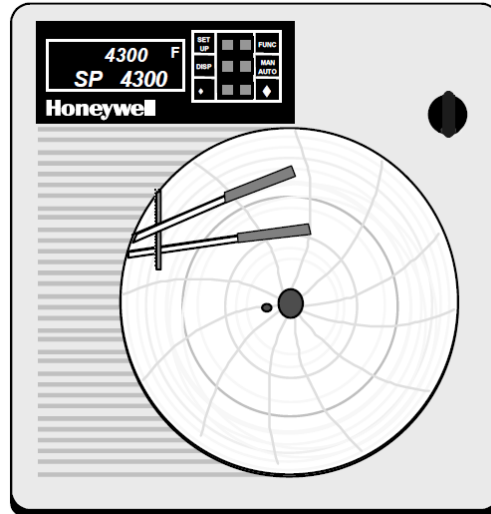 4300 F
SP 4300
SET UP
FUNC
DISP
MAN AUTO
Honeywell